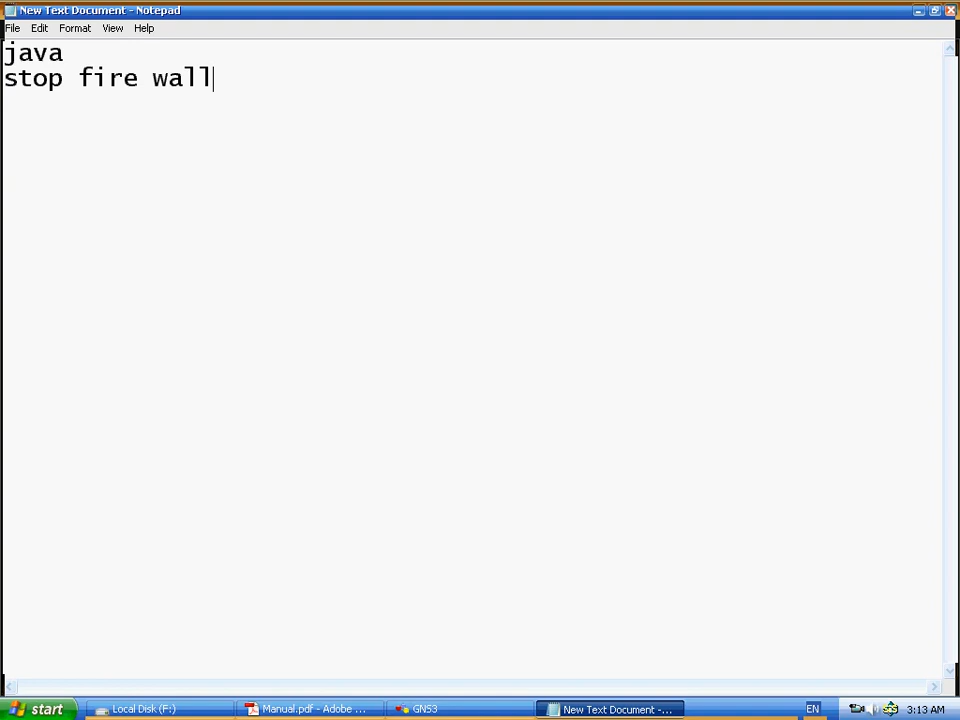 New Text Document - Notepad
File Edit Format View Help
java
stop fire wall
start Local Disk (F:) Manual.pdf - Adobe ... GNS3 New Text Document -... EN 3:13 AM